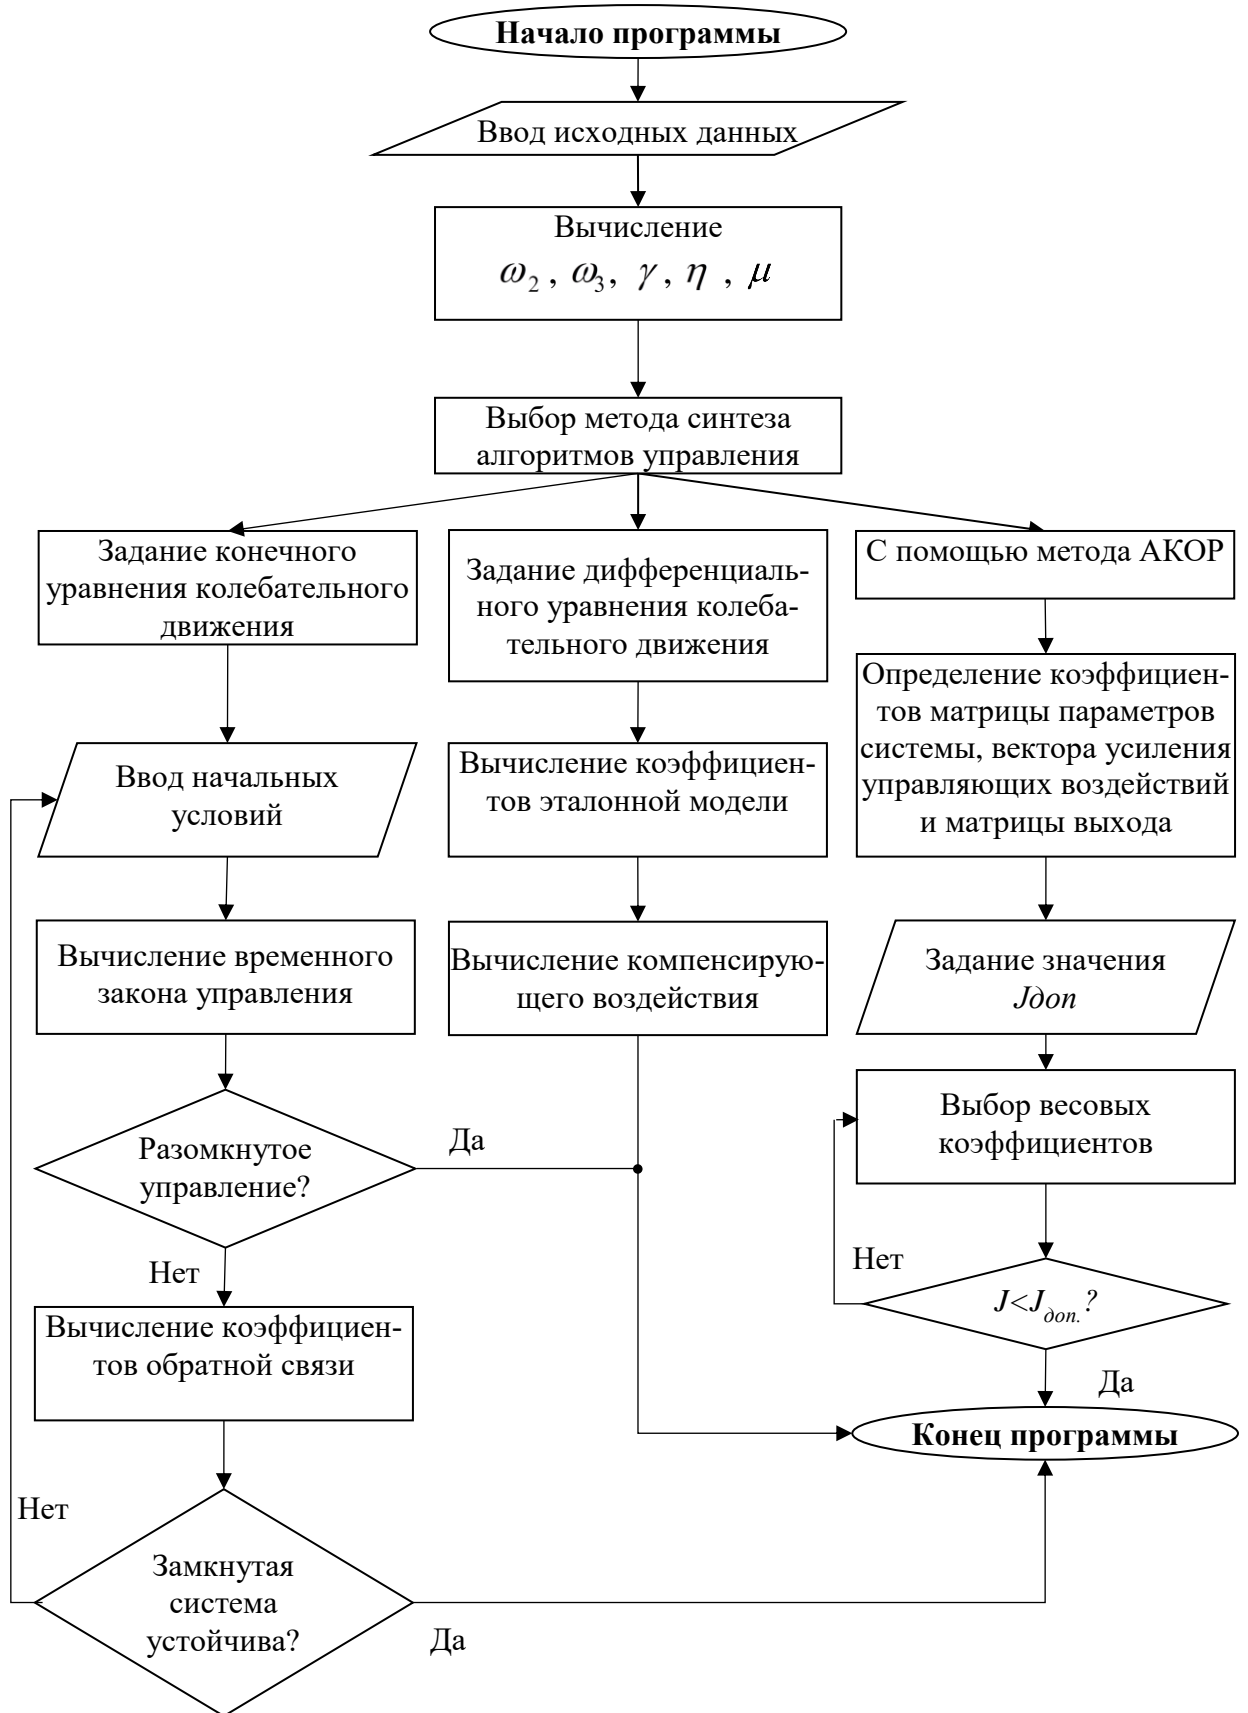 Начало программы
Ввод исходных данных
Вычисление
ω₂ , ω₃, γ , η , μ
Выбор метода синтеза
алгоритмов управления
Задание конечного
уравнения колебательного
движения
Ввод начальных
условий
Вычисление временного
закона управления
Разомкнутое
управление?
Да
Нет
Вычисление коэффициен-
тов обратной связи
Нет
Замкнутая
система
устойчива?
Да
Задание дифференциаль-
ного уравнения колеба-
тельного движения
Вычисление коэффициен-
тов эталонной модели
Вычисление компенсирую-
щего воздействия
С помощью метода АКОР
Определение коэффициен-
тов матрицы параметров
системы, вектора усиления
управляющих воздействий
и матрицы выхода
Задание значения
Jдоп
Выбор весовых
коэффициентов
Нет
J<Jдоп.?
Да
Конец программы